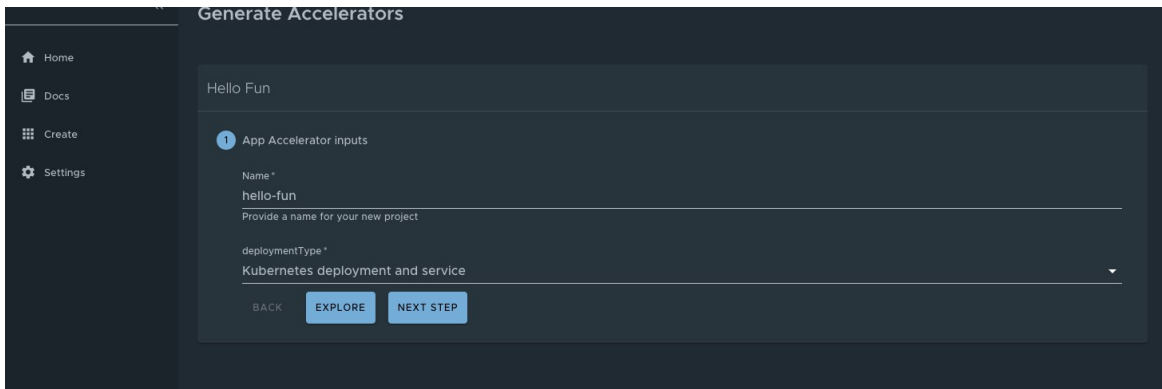 Generate Accelerators
Home
Docs
Create
Settings
Hello Fun
1 App Accelerator inputs
Name *
hello-fun
Provide a name for your new project
deploymentType *
Kubernetes deployment and service
BACK EXPLORE NEXT STEP